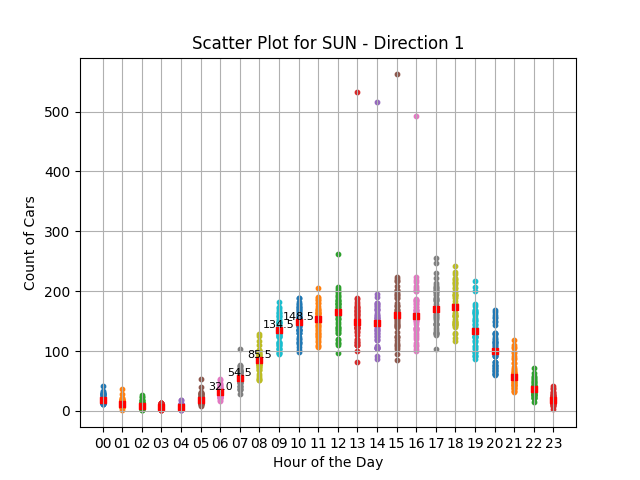 Scatter Plot for SUN - Direction 1
Count of Cars
500
400
300
200
100
0
148.5
134.5
85.5
54.5
32.0
00 01 02 03 04 05 06 07 08 09 10 11 12 13 14 15 16 17 18 19 20 21 22 23
Hour of the Day